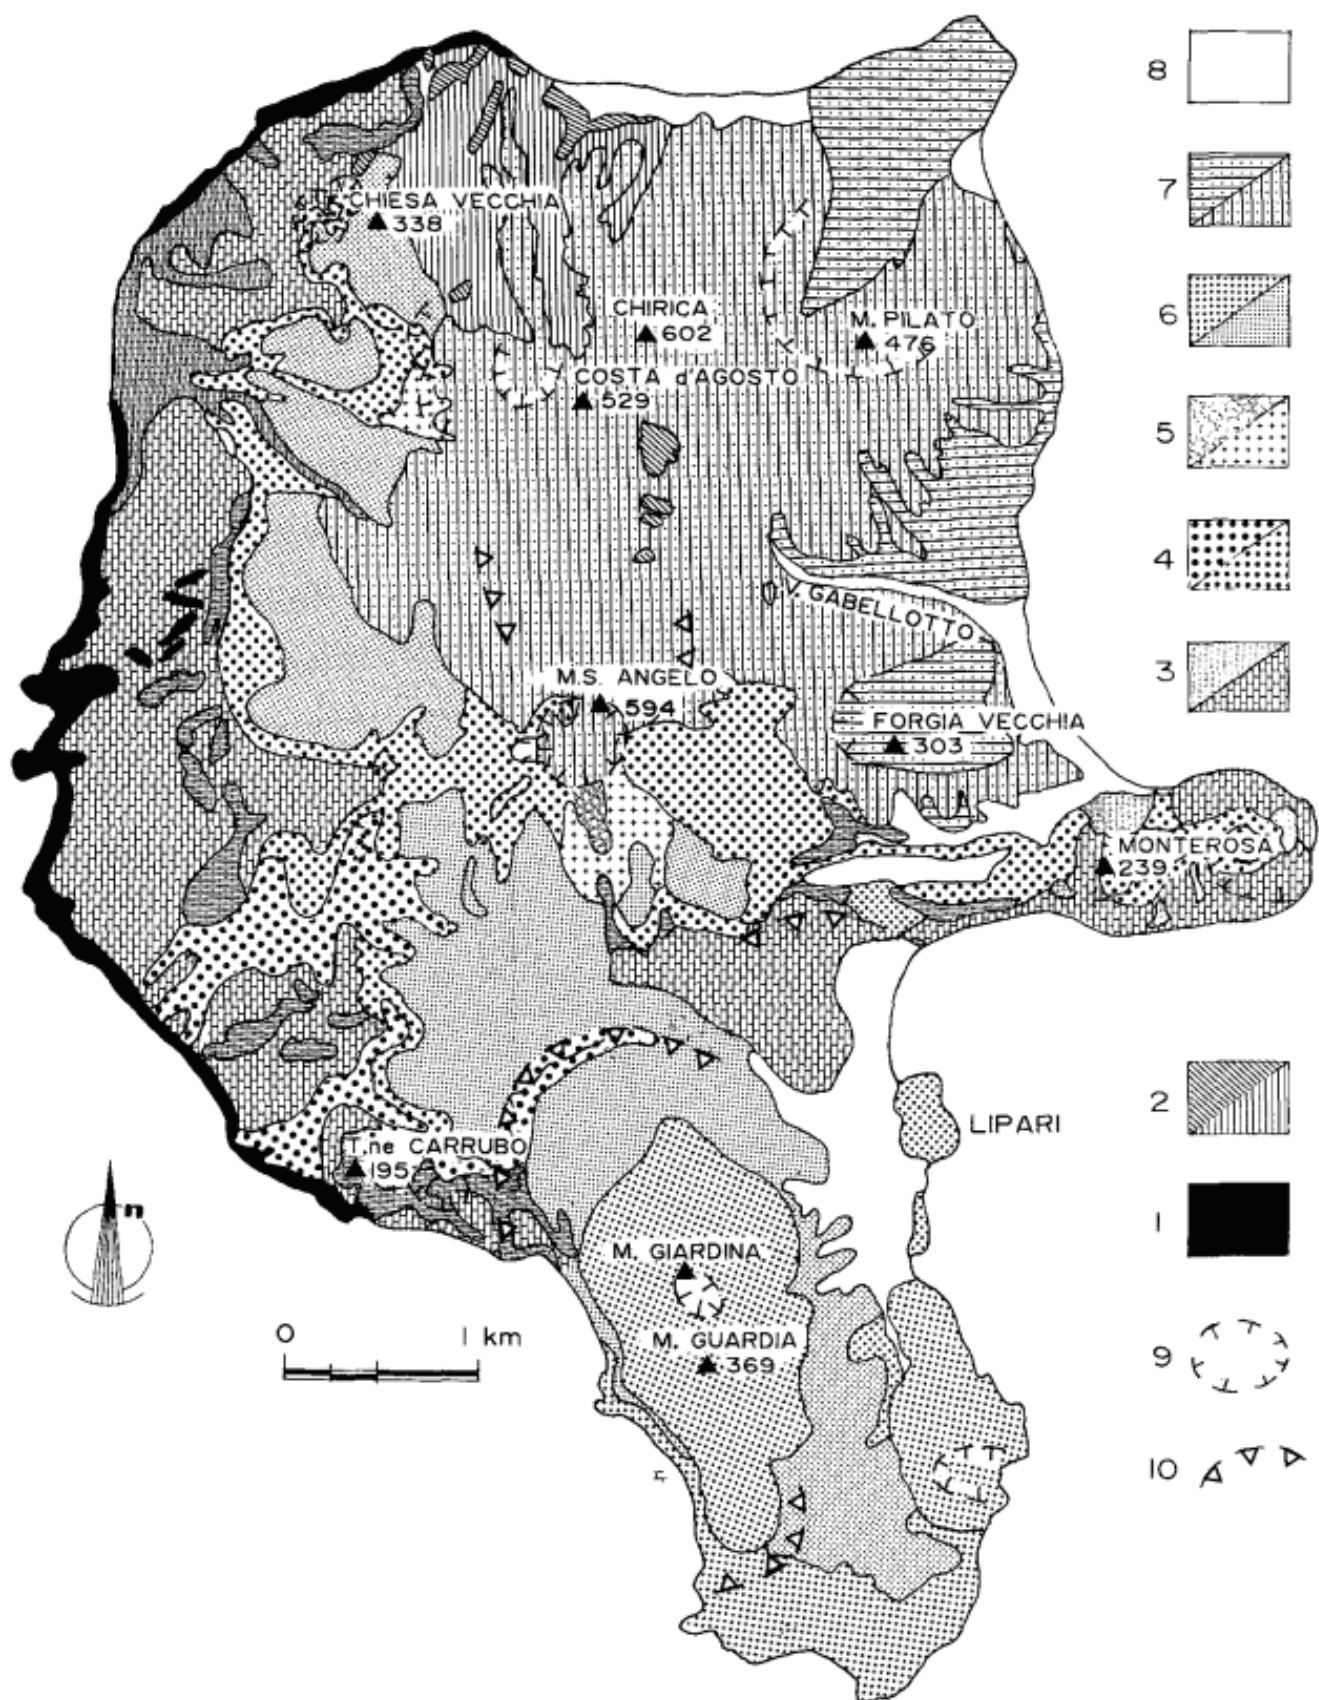 8
7
CHIESA VECCHIA
338
6
CHIRICA
602
M. PILATO
476
COSTA d'AGOSTO
529
5
4
V. GABELLOTTO
3
M.S. ANGELO
594
FORGIA VECCHIA
303
MONTEROSA
239
2
LIPARI
T.ne CARRUBO
195
n
1
M. GIARDINA
0 1 km
M. GUARDIA
369
9
10